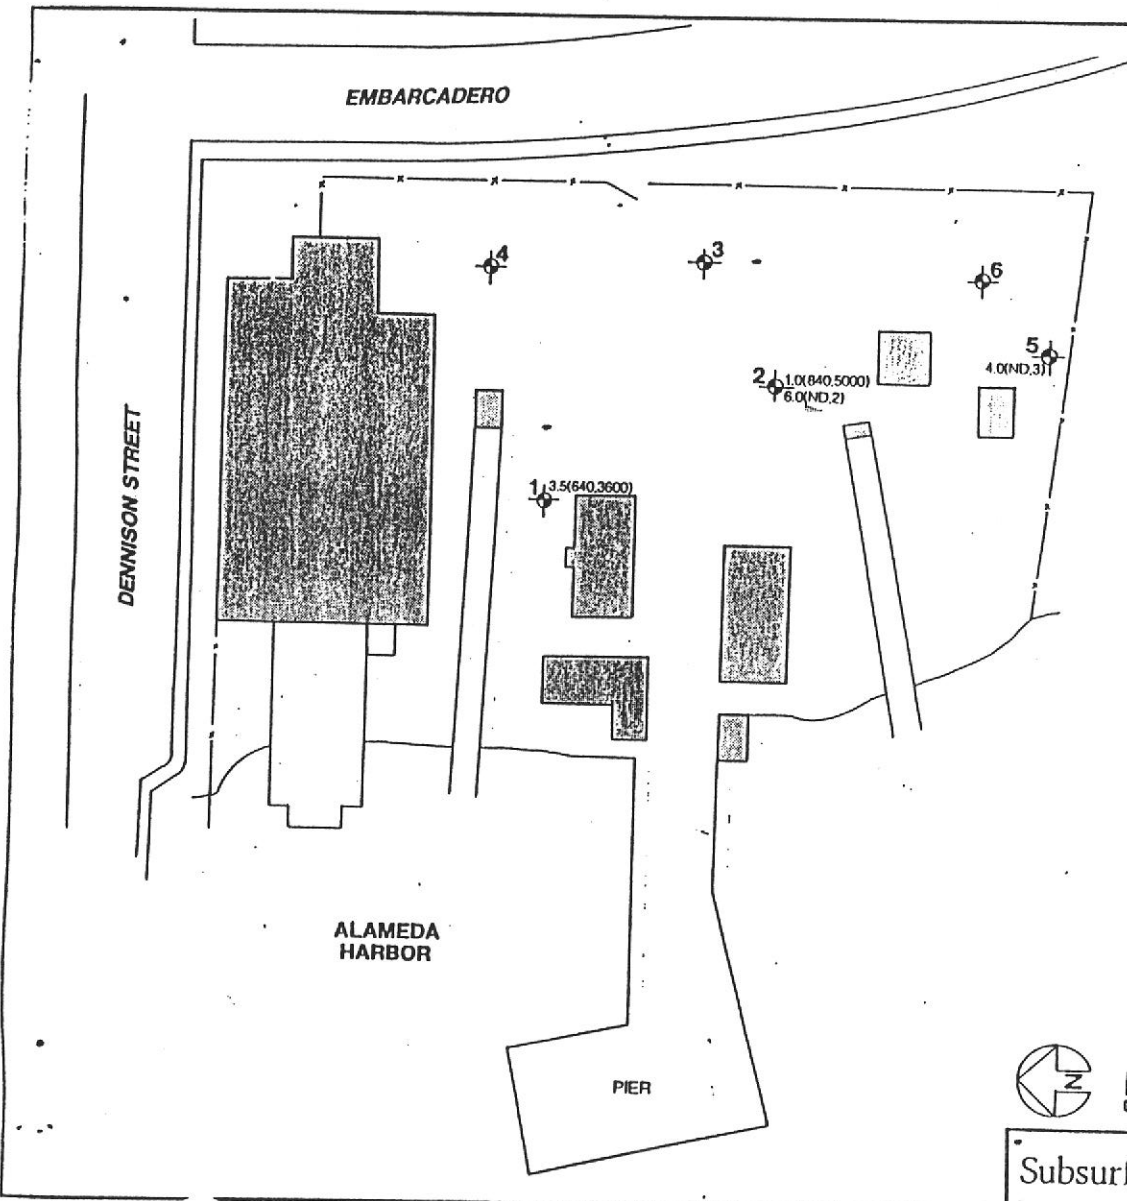 EMBARCADERO
DENNISON STREET
4
3
6
5
4.0(ND,3)
2
1.0(840,5000)
6.0(ND,2)
1
3.5(640,3600)
ALAMEDA
HARBOR
PIER
N